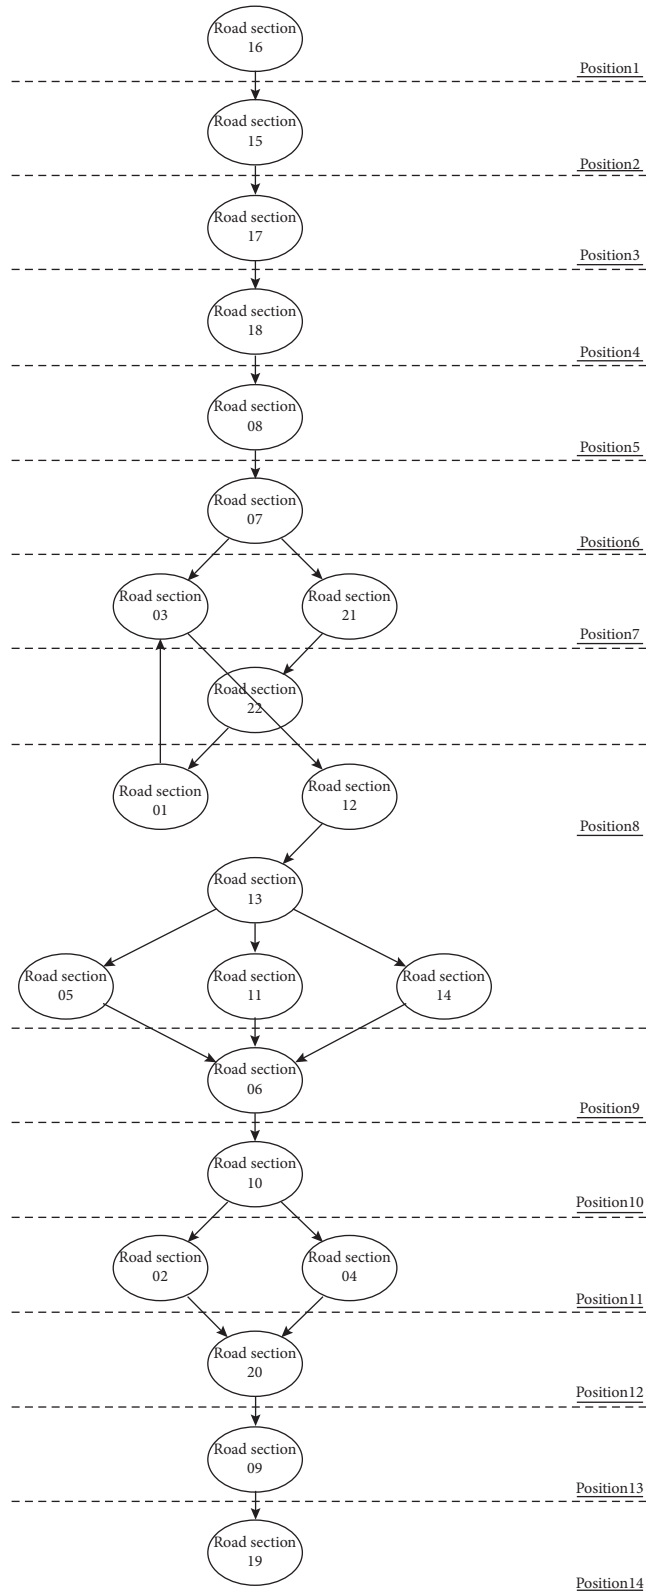 Road section
16
Position1
Road section
15
Position2
Road section
17
Position3
Road section
18
Position4
Road section
08
Position5
Road section
07
Position6
Road section
03
Road section
21
Position7
Road section
22
Road section
01
Road section
12
Position8
Road section
13
Road section
05
Road section
11
Road section
14
Road section
06
Position9
Road section
10
Position10
Road section
02
Road section
04
Position11
Road section
20
Position12
Road section
09
Position13
Road section
19
Position14